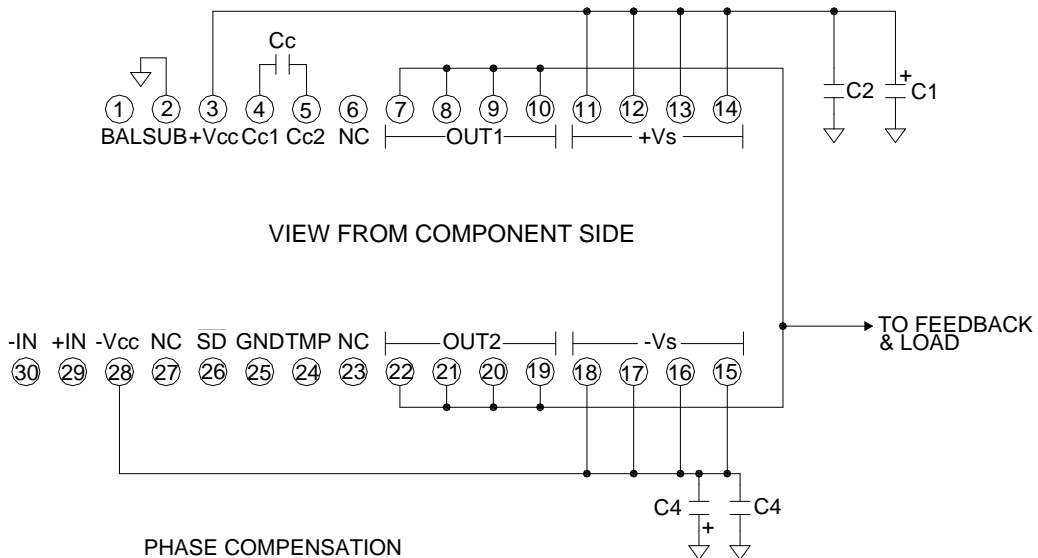 Cc
C2 C1
+
1 2 3 4 5 6 7 8 9 10 11 12 13 14
BAL SUB +Vcc Cc1 Cc2 NC OUT1 +Vs
VIEW FROM COMPONENT SIDE
TO FEEDBACK
& LOAD
-IN +IN -Vcc NC SD GND TMP NC OUT2 -Vs
30 29 28 27 26 25 24 23 22 21 20 19 18 17 16 15
C4 C4
+
PHASE COMPENSATION